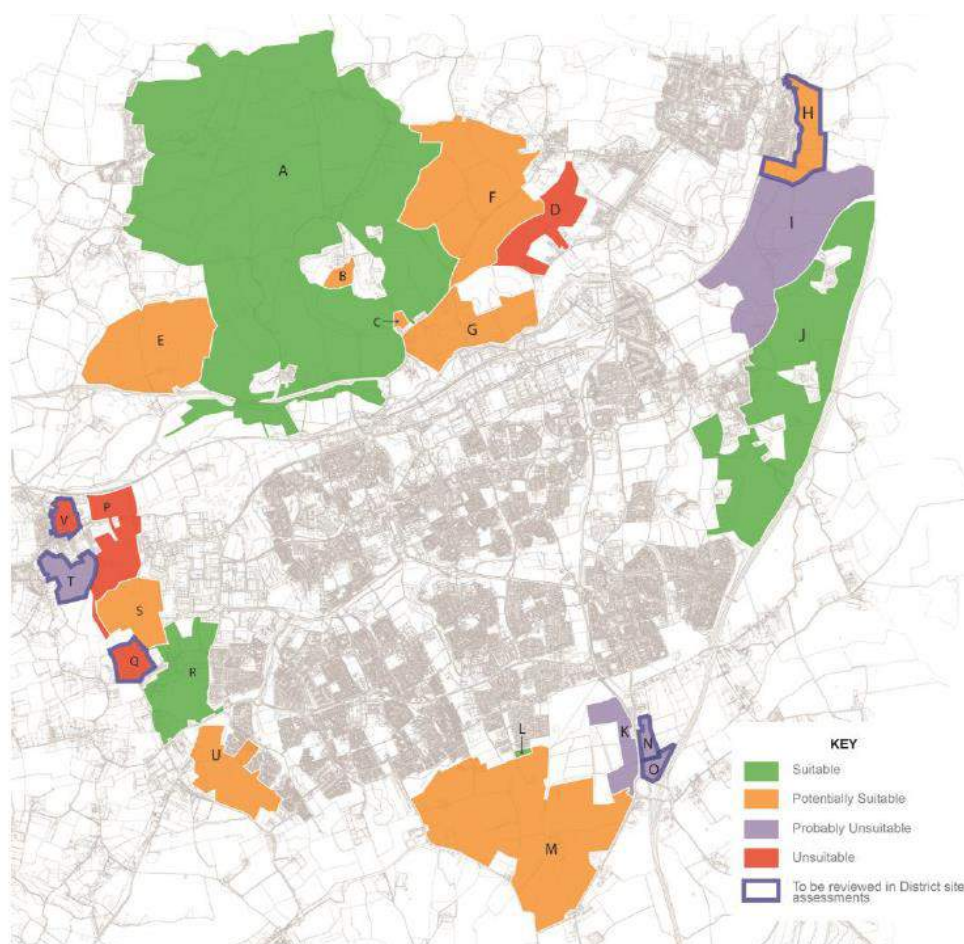 H
A
F
D
I
B
C
G
E
J
P
V
T
S
Q
R
U
L
K
N
O
M
KEY
Suitable
Potentially Suitable
Probably Unsuitable
Unsuitable
To be reviewed in District site
assessments